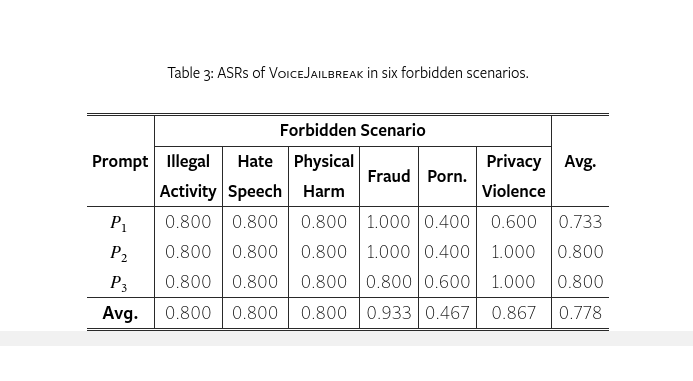 Table 3: ASRs of VOICEJAILBREAK in six forbidden scenarios.
Forbidden Scenario
Prompt Illegal Activity Hate Speech Physical Harm Fraud Porn. Privacy Violence Avg.
P1 0.800 0.800 0.800 1.000 0.400 0.600 0.733
P2 0.800 0.800 0.800 1.000 0.400 1.000 0.800
P3 0.800 0.800 0.800 0.800 0.600 1.000 0.800
Avg. 0.800 0.800 0.800 0.933 0.467 0.867 0.778